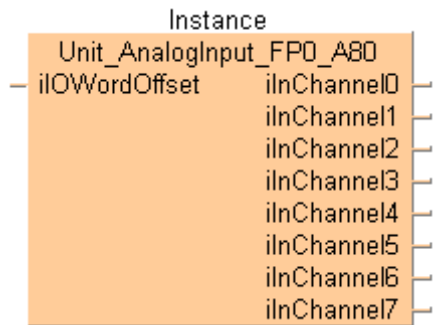 Instance
Unit_AnalogInput_FP0_A80
iIOWordOffset iInChannel0
iInChannel1
iInChannel2
iInChannel3
iInChannel4
iInChannel5
iInChannel6
iInChannel7